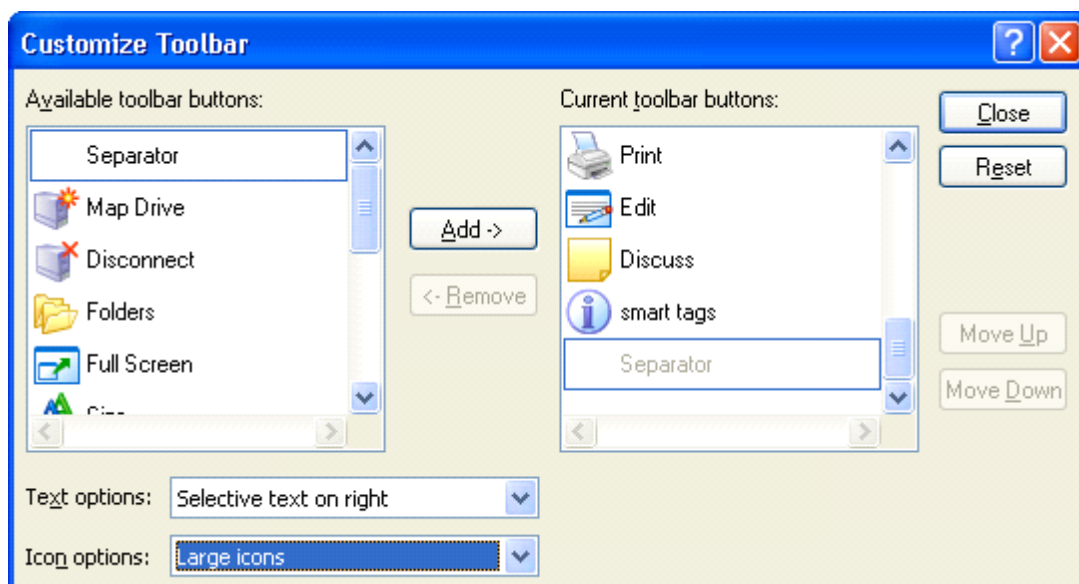 Customize Toolbar
Available toolbar buttons:
Separator
Map Drive
Disconnect
Folders
Full Screen
Add ->
<- Remove
Current toolbar buttons:
Print
Edit
Discuss
smart tags
Separator
Close
Reset
Move Up
Move Down
Text options: Selective text on right
Icon options: Large icons